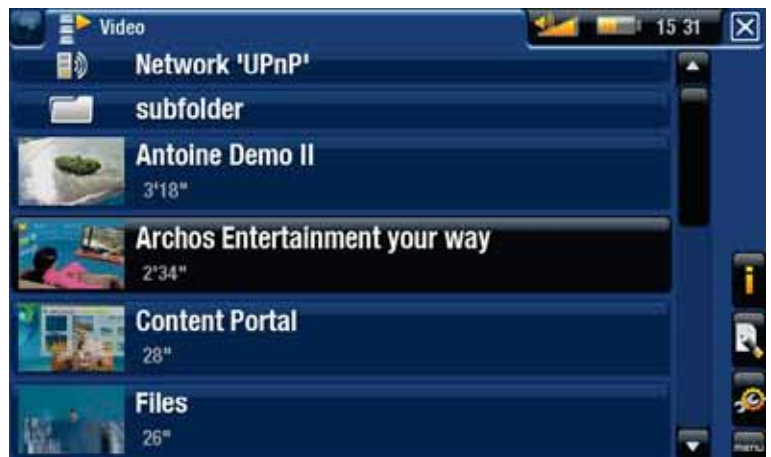 Video
15 31
Network 'UPnP'
subfolder
Antoine Demo II
3'18"
Archos Entertainment your way
2'34"
Content Portal
28"
Files
26"
menu